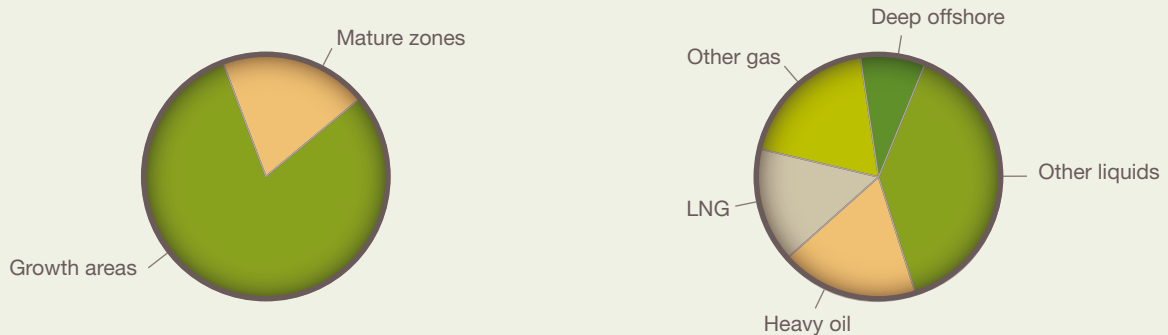 Mature zones
Growth areas
Deep offshore
Other gas
Other liquids
LNG
Heavy oil